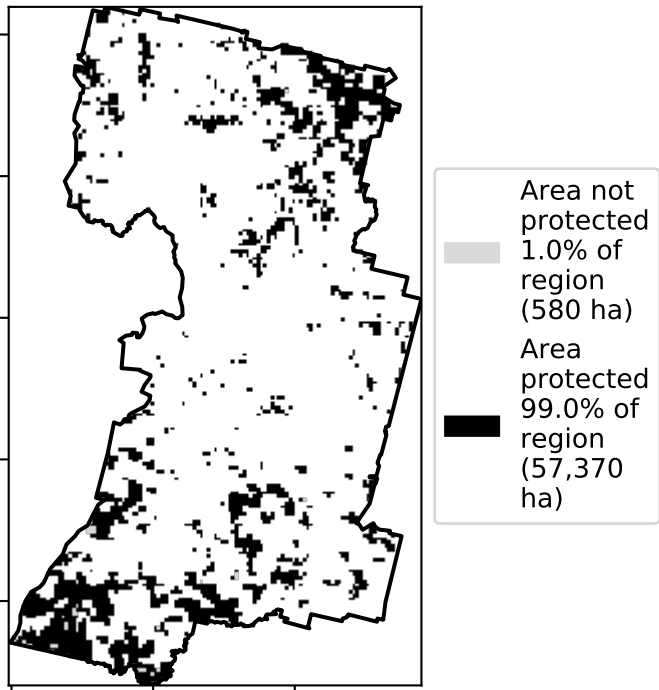 Area not
protected
1.0% of
region
(580 ha)
Area
protected
99.0% of
region
(57,370
ha)